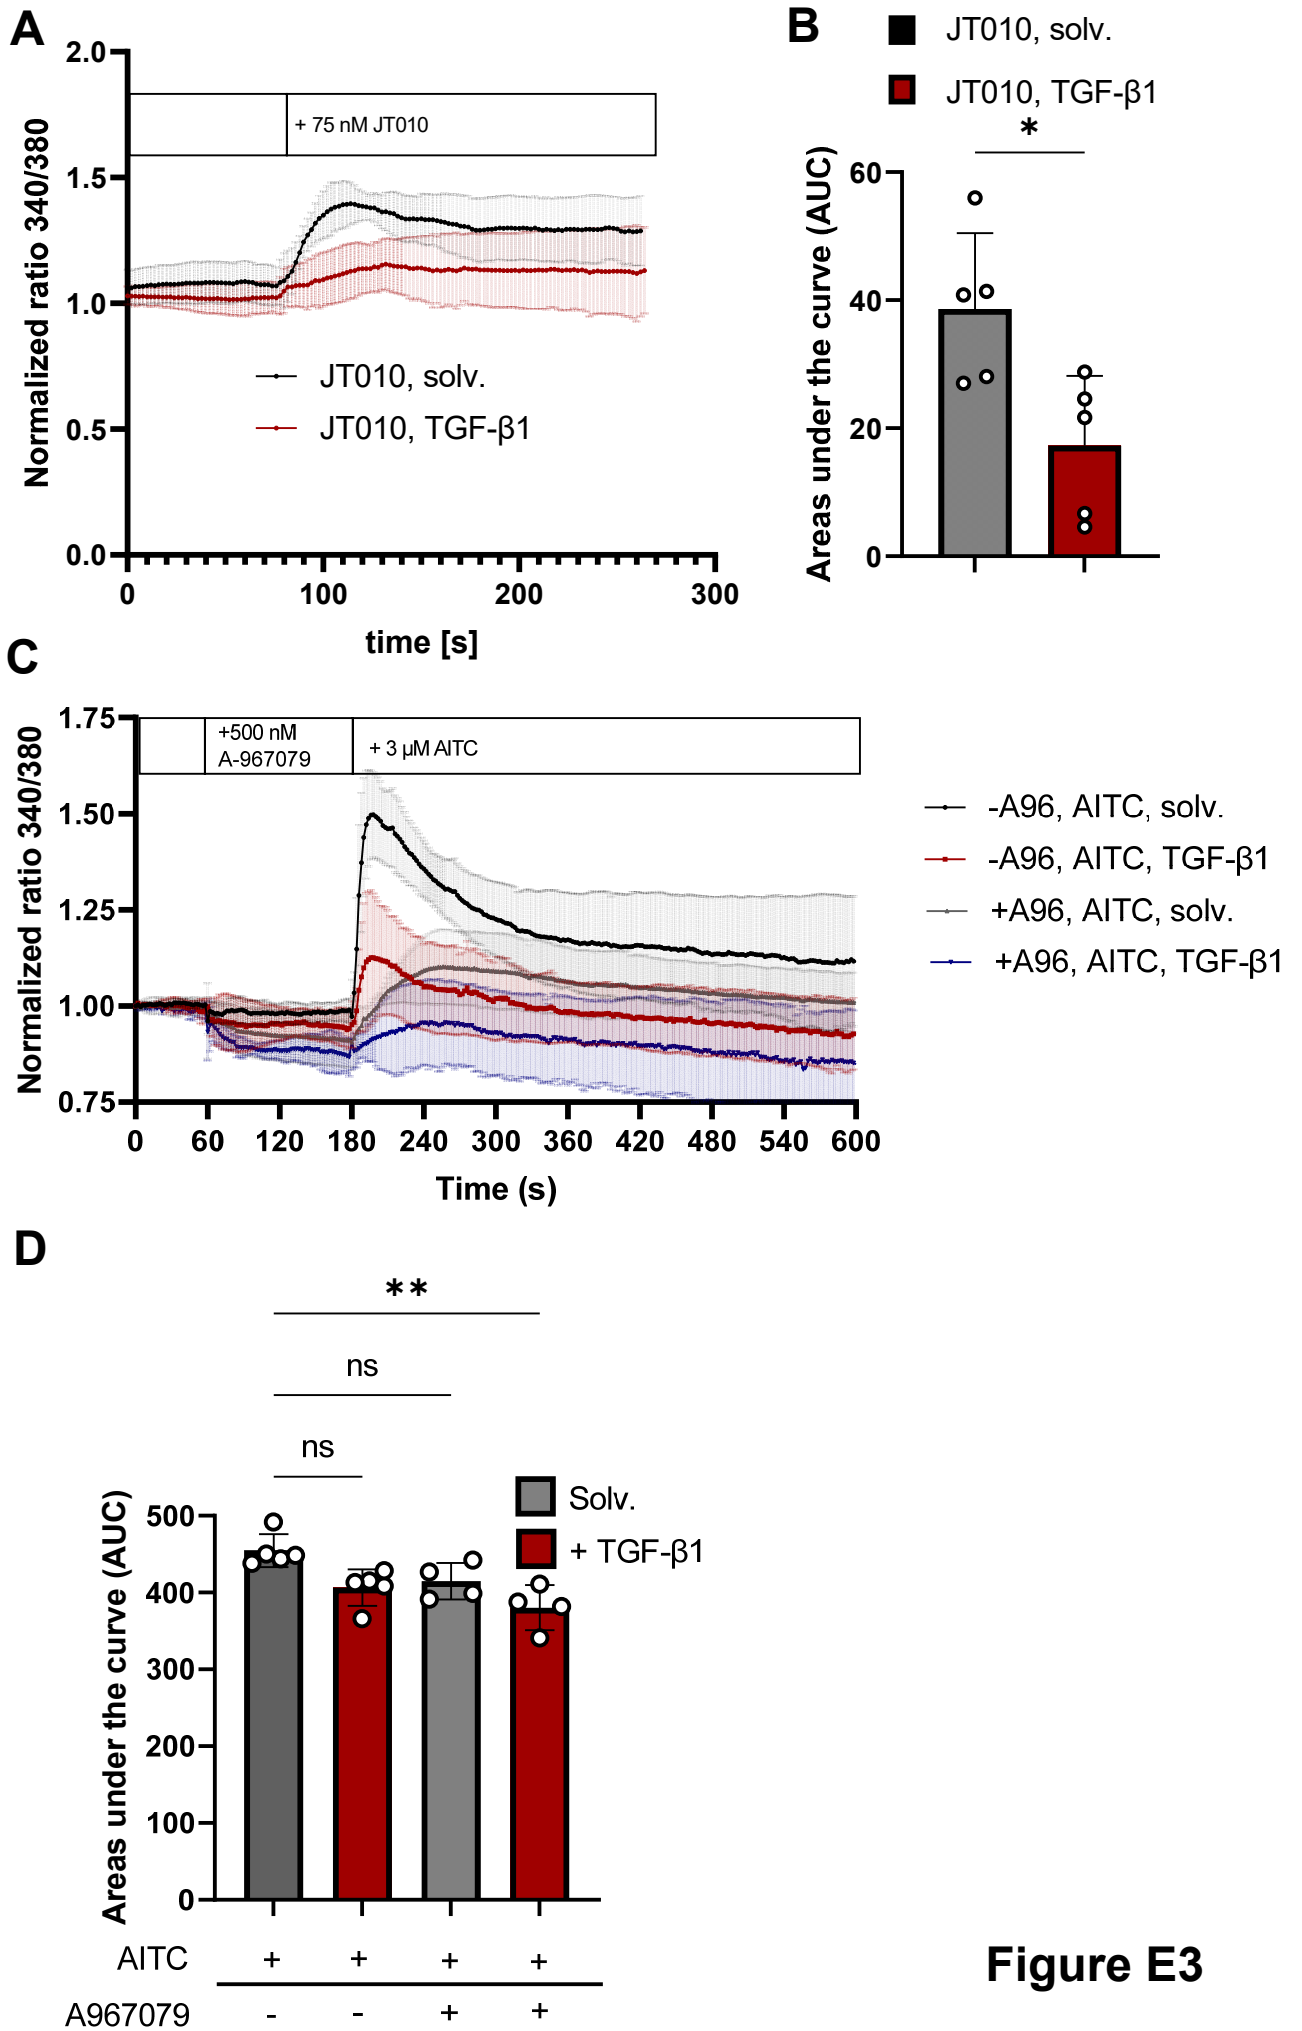 A
2.0
1.5
1.0
0.5
0.0
Normalized ratio 340/380
+ 75 nM JT010
JT010, solv.
JT010, TGF-β1
0 100 200 300
time [s]
B
JT010, solv.
JT010, TGF-β1
*
60
40
20
0
Areas under the curve (AUC)
C
1.75
1.50
1.25
1.00
0.75
Normalized ratio 340/380
+500 nM
A-967079
+ 3 µM AITC
-A96, AITC, solv.
-A96, AITC, TGF-β1
+A96, AITC, solv.
+A96, AITC, TGF-β1
0 60 120 180 240 300 360 420 480 540 600
Time (s)
D
**
ns
ns
Solv.
+ TGF-β1
500
400
300
200
100
0
Areas under the curve (AUC)
AITC + + + +
A967079 - - + +
Figure E3